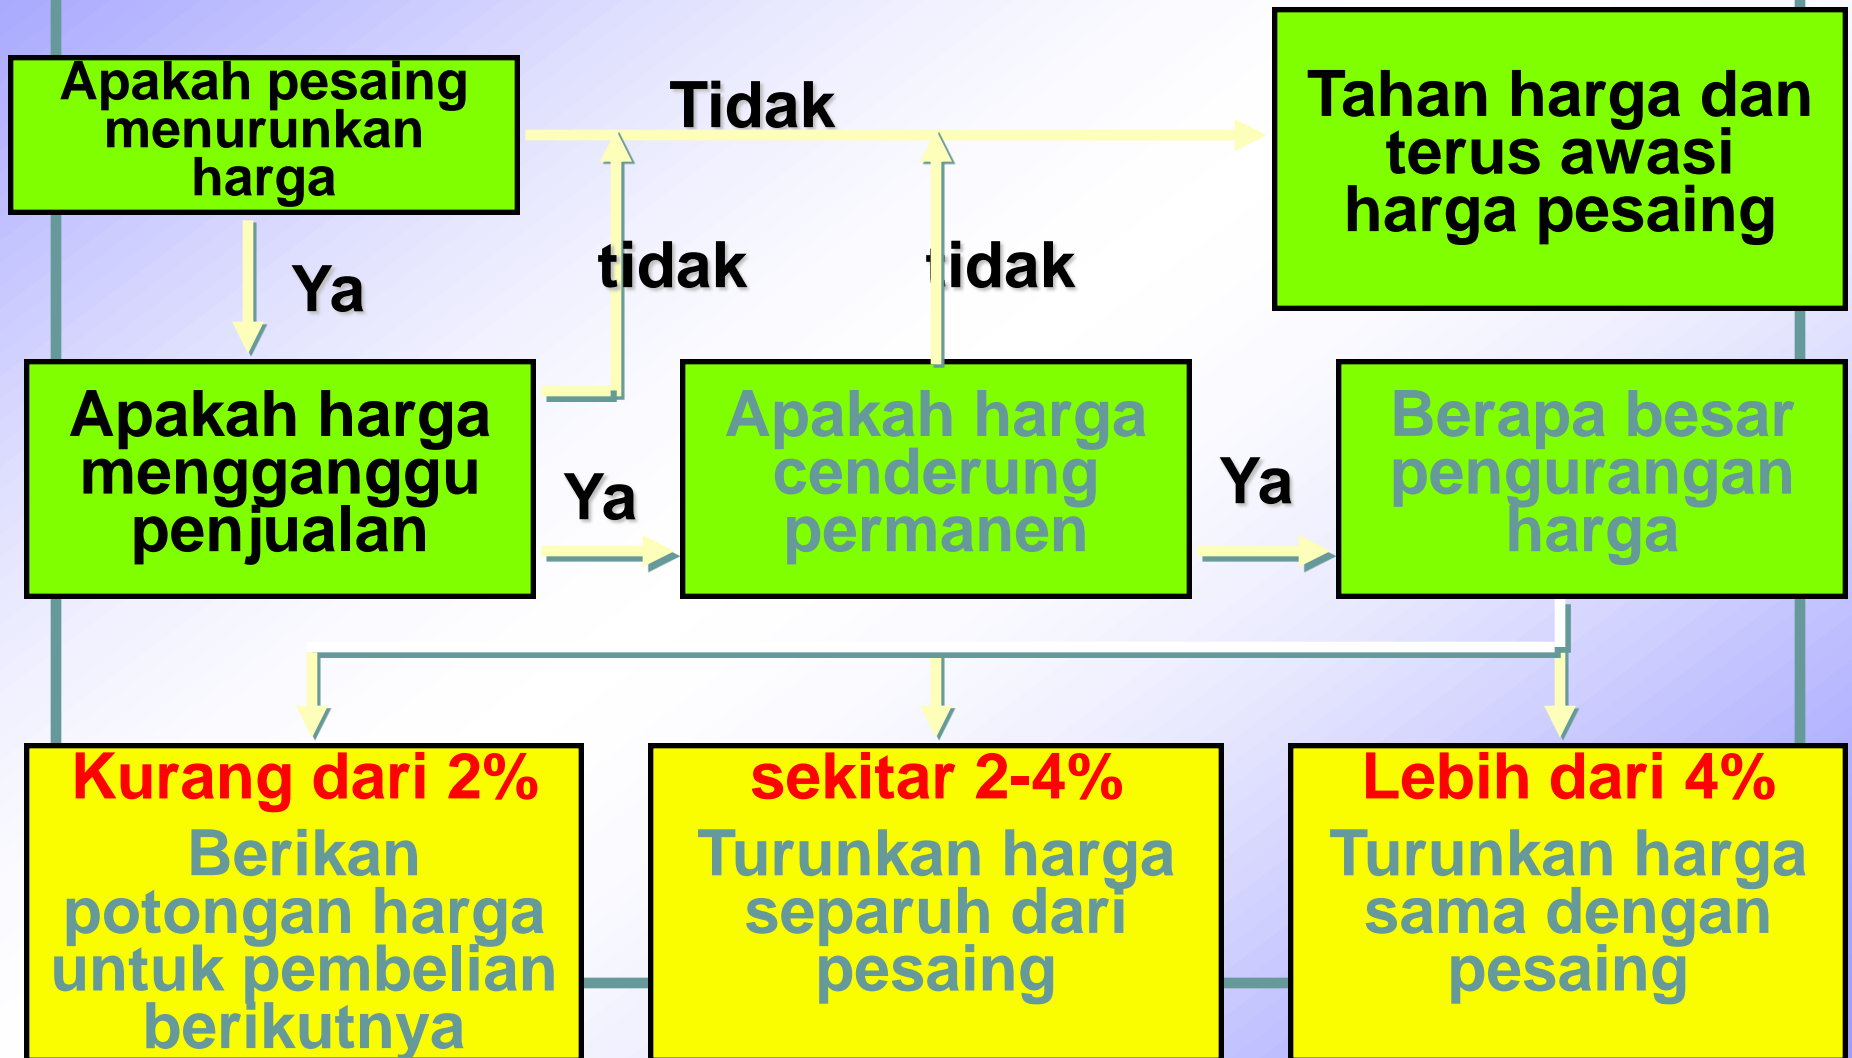 Apakah pesaing
menurunkan
harga
Tidak
Tahan harga dan
terus awasi
harga pesaing
Ya
tidak
tidak
Apakah harga
mengganggu
penjualan
Ya
Apakah harga
cenderung
permanen
Ya
Berapa besar
pengurangan
harga
Kurang dari 2%
Berikan
potongan harga
untuk pembelian
berikutnya
sekitar 2-4%
Turunkan harga
separuh dari
pesaing
Lebih dari 4%
Turunkan harga
sama dengan
pesaing